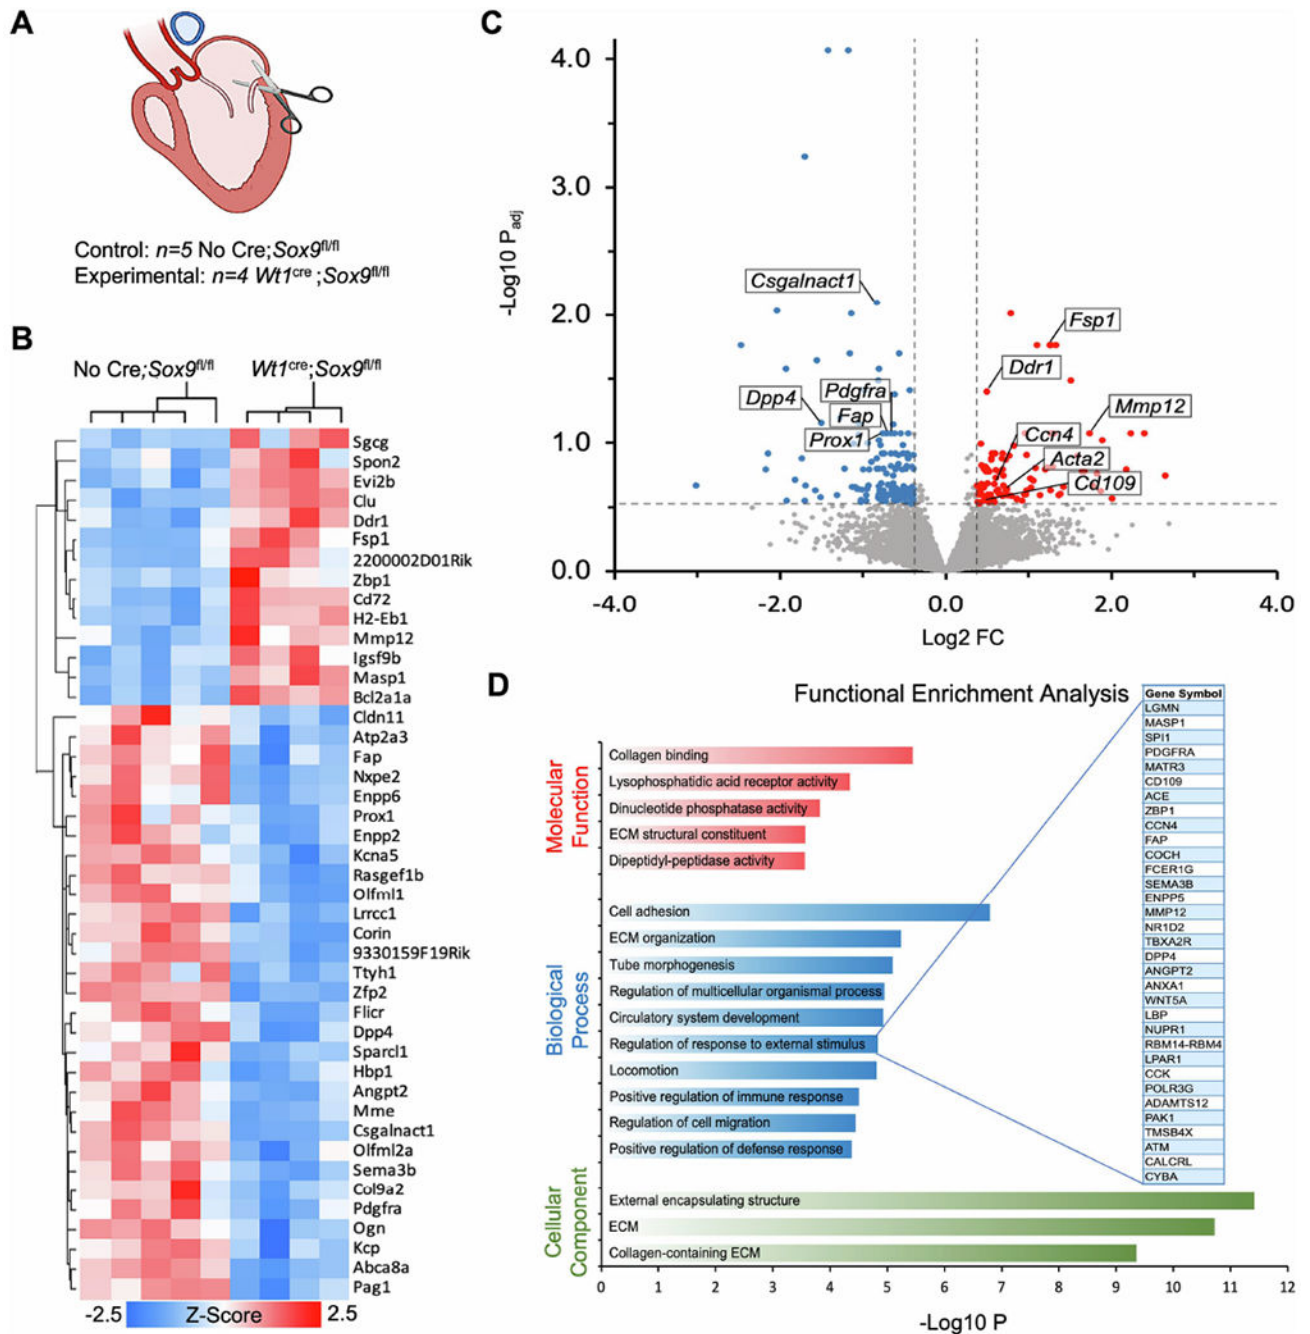 A
Control: n=5 No Cre;Sox9fl/fl
Experimental: n=4 Wt1cre ;Sox9fl/fl
B
No Cre;Sox9fl/fl
Wt1cre;Sox9fl/fl
Sgcg
Spon2
Evi2b
Clu
Ddr1
Fsp1
2200002D01Rik
Zbp1
Cd72
H2-Eb1
Mmp12
Igsf9b
Masp1
Bcl2a1a
Cldn11
Atp2a3
Fap
Nxpe2
Enpp6
Prox1
Enpp2
Kcna5
Rasgef1b
Olfml1
Lrrcc1
Corin
9330159F19Rik
Ttyh1
Zfp2
Flicr
Dpp4
Sparcl1
Hbp1
Angpt2
Mme
Csgalnact1
Olfml2a
Sema3b
Col9a2
Pdgfra
Ogn
Kcp
Abca8a
Pag1
-2.5 Z-Score 2.5
C
-Log10 Padj
4.0
3.0
2.0
1.0
0.0
Csgalnact1
Fsp1
Ddr1
Dpp4
Pdgfra
Fap
Prox1
Mmp12
Ccn4
Acta2
Cd109
-4.0 -2.0 0.0 2.0 4.0
Log2 FC
D
Functional Enrichment Analysis
Molecular
Function
Collagen binding
Lysophosphatidic acid receptor activity
Dinucleotide phosphatase activity
ECM structural constituent
Dipeptidyl-peptidase activity
Biological
Process
Cell adhesion
ECM organization
Tube morphogenesis
Regulation of multicellular organismal process
Circulatory system development
Regulation of response to external stimulus
Locomotion
Positive regulation of immune response
Regulation of cell migration
Positive regulation of defense response
Cellular
Component
External encapsulating structure
ECM
Collagen-containing ECM
0 1 2 3 4 5 6 7 8 9 10 11 12
-Log10 P
Gene Symbol
LGMN
MASP1
SPI1
PDGFRA
MATR3
CD109
ACE
ZBP1
CCN4
FAP
COCH
FCER1G
SEMA3B
ENPP5
MMP12
NR1D2
TBXA2R
DPP4
ANGPT2
ANXA1
WNT5A
LBP
NUPR1
RBM14-RBM4
LPAR1
CCK
POLR3G
ADAMTS12
PAK1
TMSB4X
ATM
CALCRL
CYBA